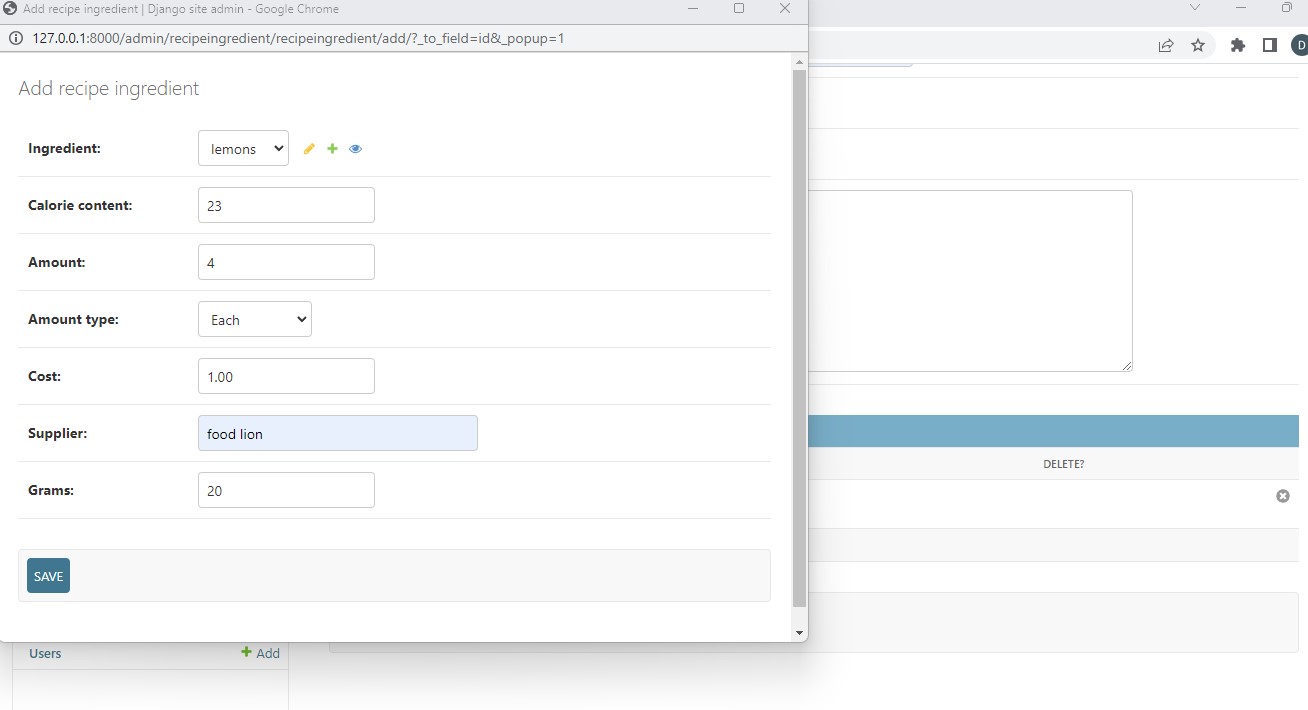 Add recipe ingredient | Django site admin - Google Chrome
127.0.0.1:8000/admin/recipeingredient/recipeingredient/add/?_to_field=id&_popup=1
D
Add recipe ingredient
Ingredient: lemons
Calorie content: 23
Amount: 4
Amount type: Each
Cost: 1.00
Supplier: food lion
Grams: 20
SAVE
DELETE?
Users Add